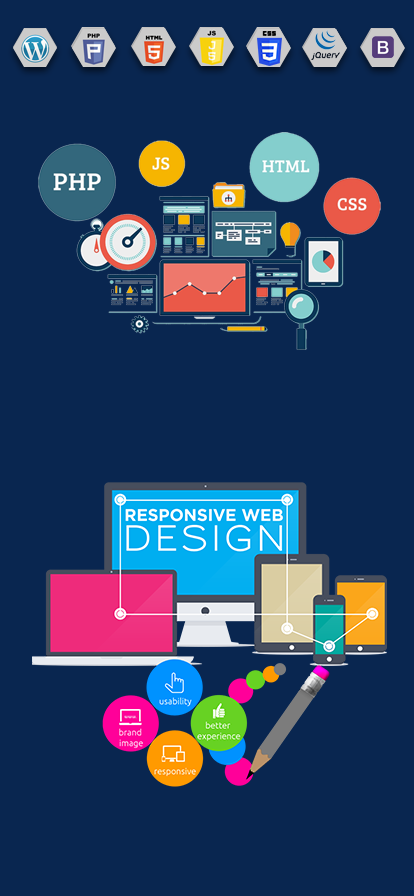 PHP
HTML
JS
CSS
jQuery
B
PHP
JS
HTML
CSS
RESPONSIVE WEB
DESIGN
usability
brand
image
better
experience
responsive